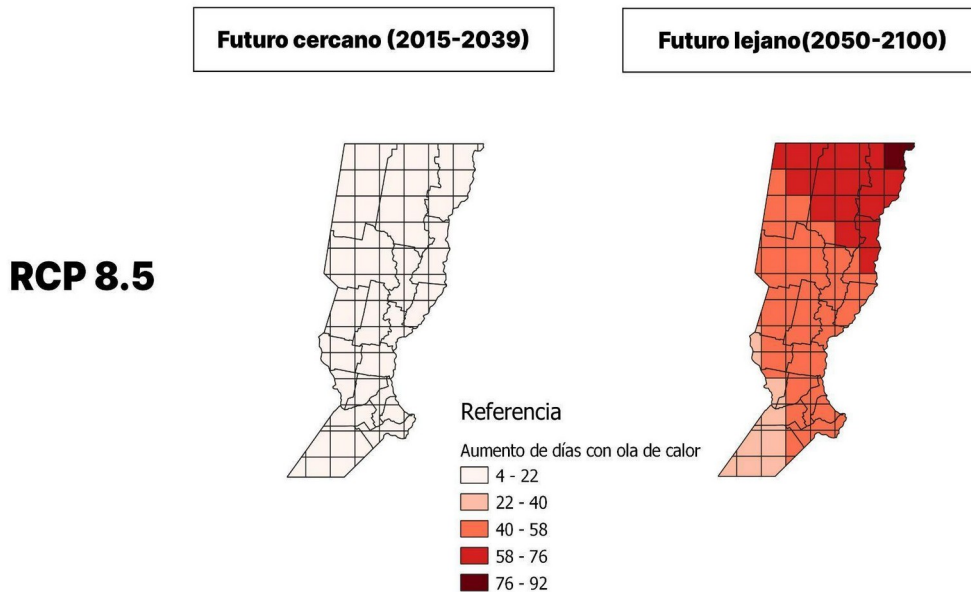 Futuro cercano (2015-2039)
Futuro lejano(2050-2100)
RCP 8.5
Referencia
Aumento de días con ola de calor
4 - 22
22 - 40
40 - 58
58 - 76
76 - 92